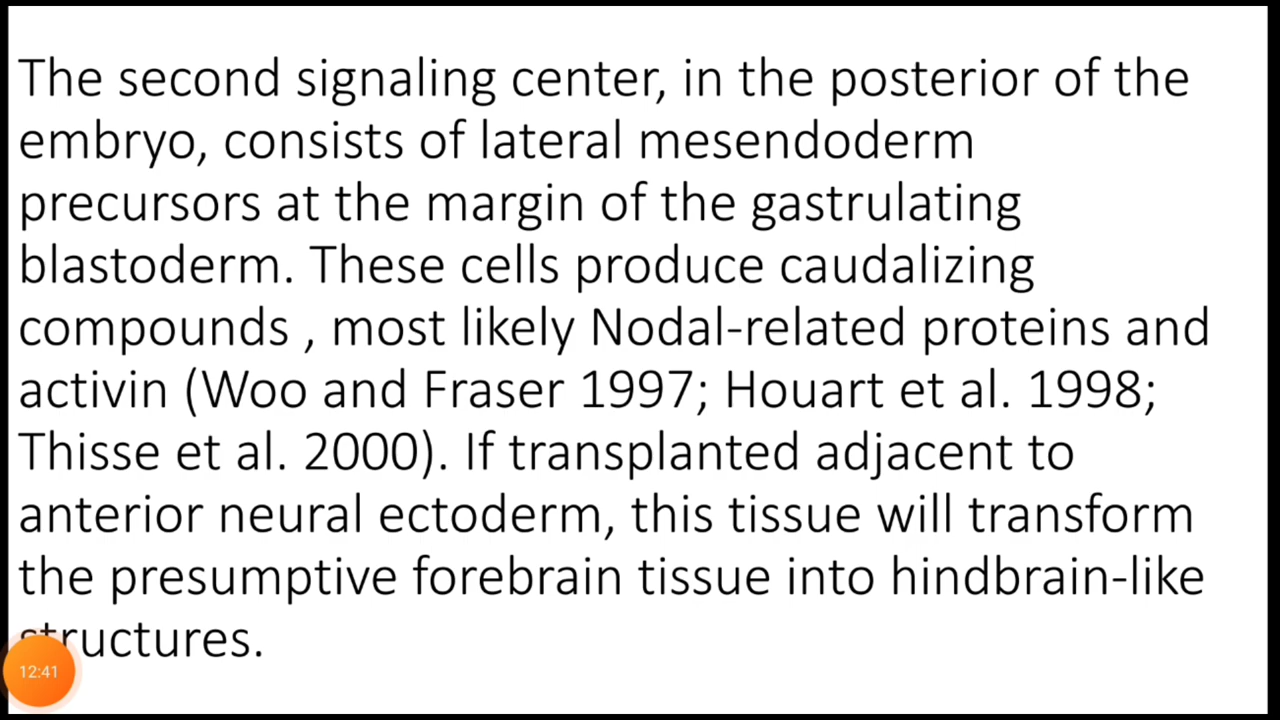 The second signaling center, in the posterior of the
embryo, consists of lateral mesendoderm
precursors at the margin of the gastrulating
blastoderm. These cells produce caudalizing
compounds , most likely Nodal-related proteins and
activin (Woo and Fraser 1997; Houart et al. 1998;
Thisse et al. 2000). If transplanted adjacent to
anterior neural ectoderm, this tissue will transform
the presumptive forebrain tissue into hindbrain-like
structures.
12:41